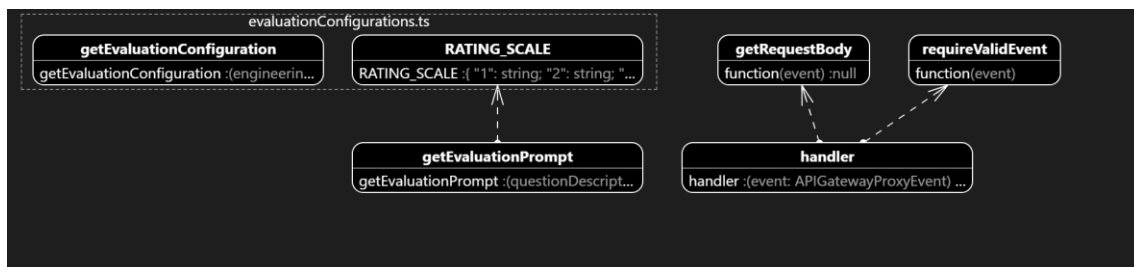 evaluationConfigurations.ts
getEvaluationConfiguration
getEvaluationConfiguration :(engineerin...
RATING_SCALE
RATING_SCALE :{ "1": string; "2": string; "...
getRequestBody
function(event) :null
requireValidEvent
function(event)
getEvaluationPrompt
getEvaluationPrompt :(questionDescript...
handler
handler :(event: APIGatewayProxyEvent) ...